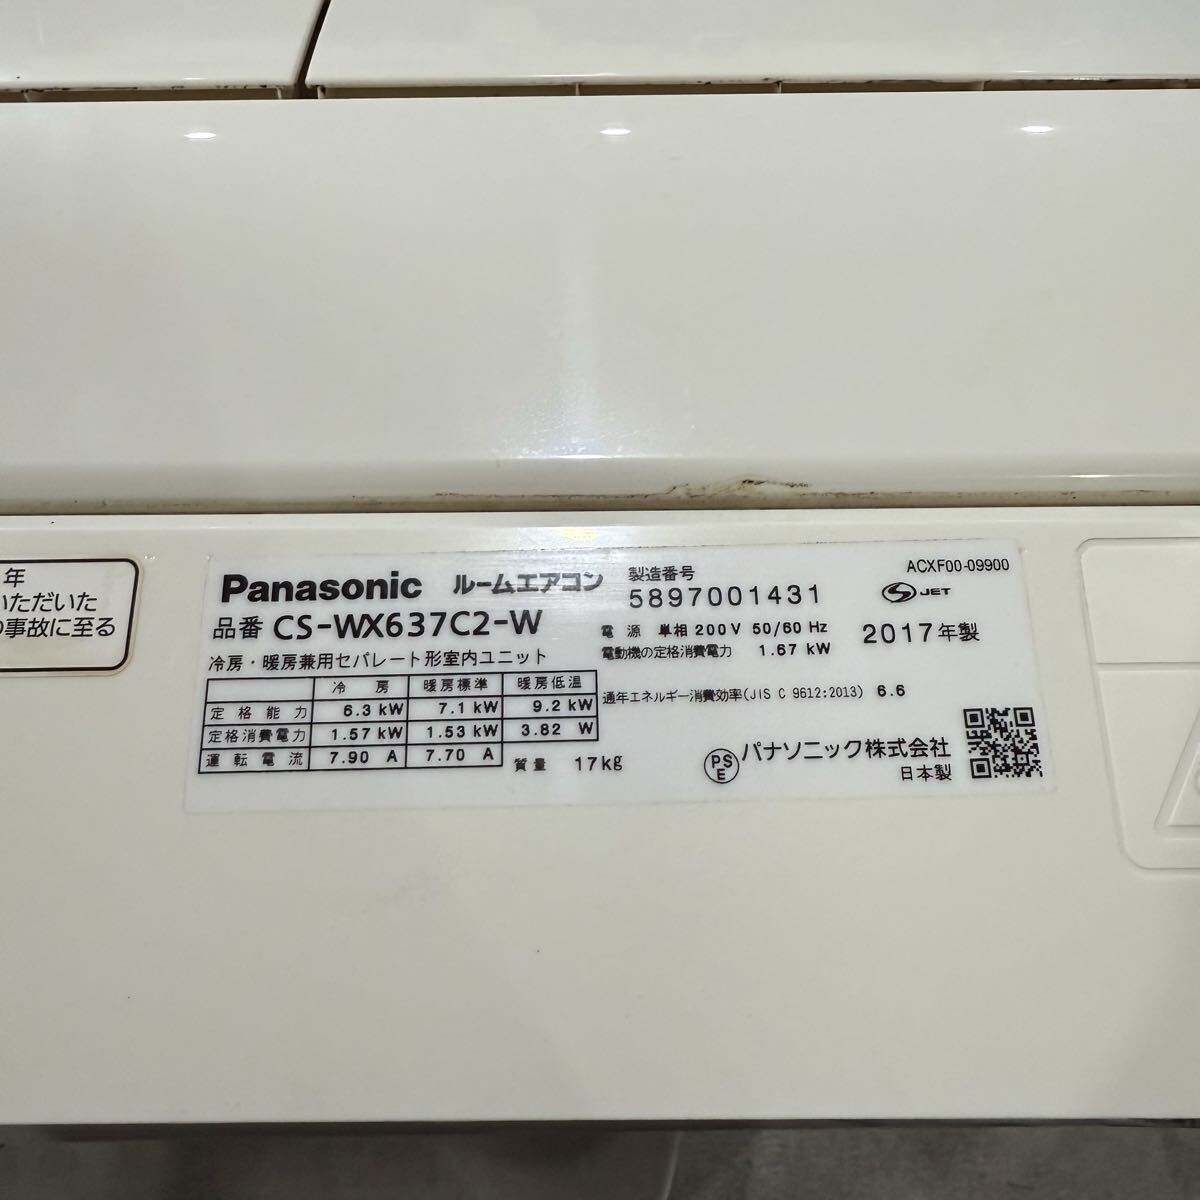 年
いただいた
の事故に至る
Panasonic ルームエアコン
品番 CS-WX637C2-W
冷房・暖房兼用セパレート形室内ユニット
冷房 暖房標準 暖房低温
定格能力 6.3 kW 7.1 kW 9.2 kW
定格消費電力 1.57 kW 1.53 kW 3.82 W
運転電流 7.90 A 7.70 A
質量 17kg
製造番号
5897001431
電源 単相 200V 50/60 Hz
電動機の定格消費電力 1.67 kW
通年エネルギー消費効率(JIS C 9612:2013) 6.6
ACXF00-09900
S JET
2017年製
PS E パナソニック株式会社
日本製